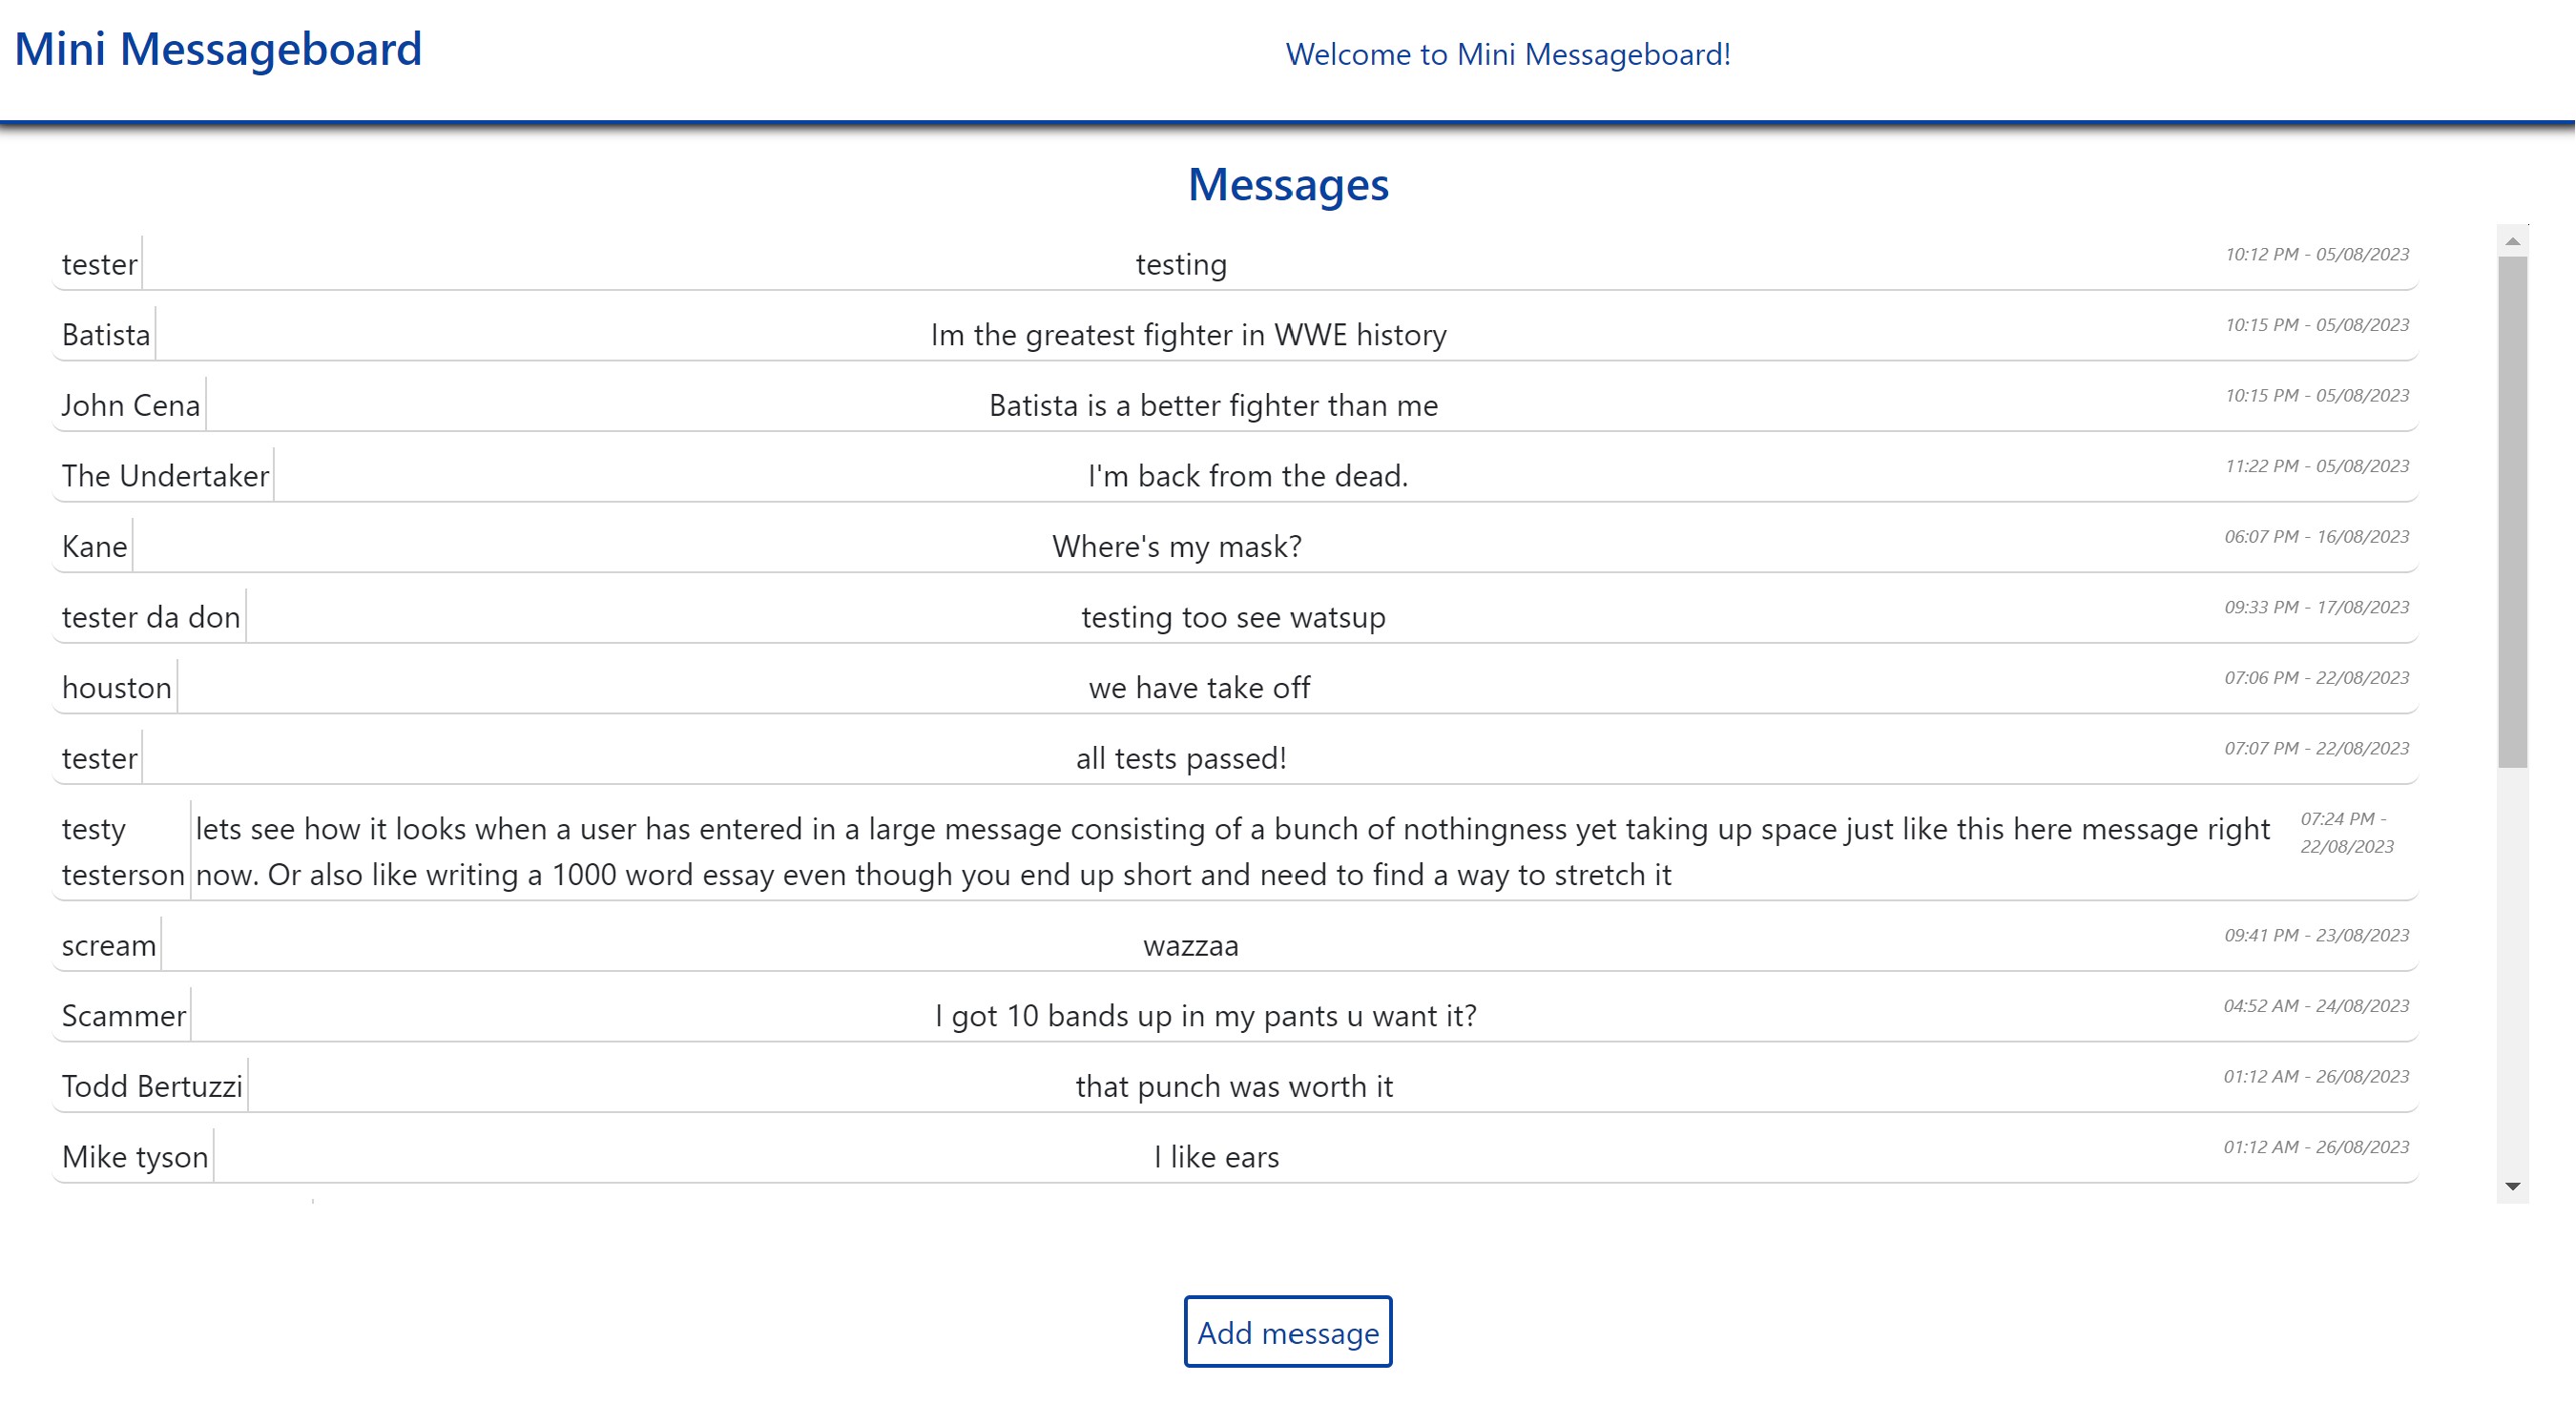 Mini Messageboard
Welcome to Mini Messageboard!
Messages
tester testing 10:12 PM - 05/08/2023
Batista Im the greatest fighter in WWE history 10:15 PM - 05/08/2023
John Cena Batista is a better fighter than me 10:15 PM - 05/08/2023
The Undertaker I'm back from the dead. 11:22 PM - 05/08/2023
Kane Where's my mask? 06:07 PM - 16/08/2023
tester da don testing too see watsup 09:33 PM - 17/08/2023
houston we have take off 07:06 PM - 22/08/2023
tester all tests passed! 07:07 PM - 22/08/2023
testy lets see how it looks when a user has entered in a large message consisting of a bunch of nothingness yet taking up space just like this here message right 07:24 PM -
testerson now. Or also like writing a 1000 word essay even though you end up short and need to find a way to stretch it 22/08/2023
scream wazzaa 09:41 PM - 23/08/2023
Scammer I got 10 bands up in my pants u want it? 04:52 AM - 24/08/2023
Todd Bertuzzi that punch was worth it 01:12 AM - 26/08/2023
Mike tyson I like ears 01:12 AM - 26/08/2023
Add message